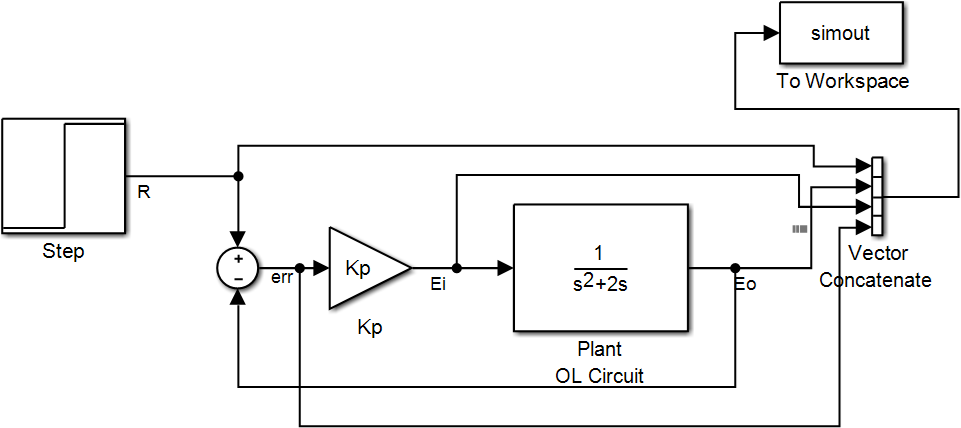 simout
To Workspace
R
Step
+
−
err
Kp
Kp
Ei
1
s²+2s
Eo
Plant
OL Circuit
Vector
Concatenate